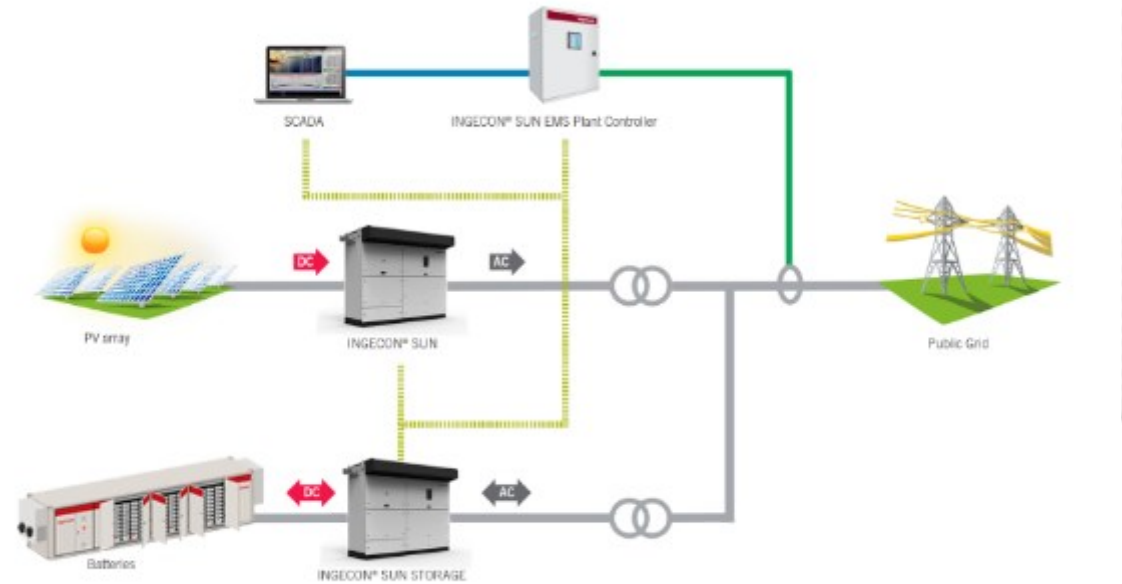 SCADA
INGECON® SUN EMS Plant Controller
DC
AC
PV array
INGECON® SUN
Public Grid
DC
AC
Batteries
INGECON® SUN STORAGE